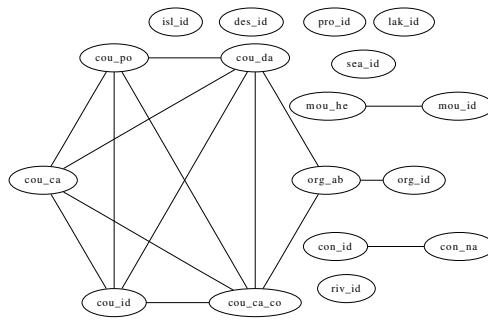 isl_id des_id pro_id lak_id
cou_po cou_da sea_id
mou_he mou_id
cou_ca org_ab org_id
con_id con_na
cou_id cou_ca_co riv_id